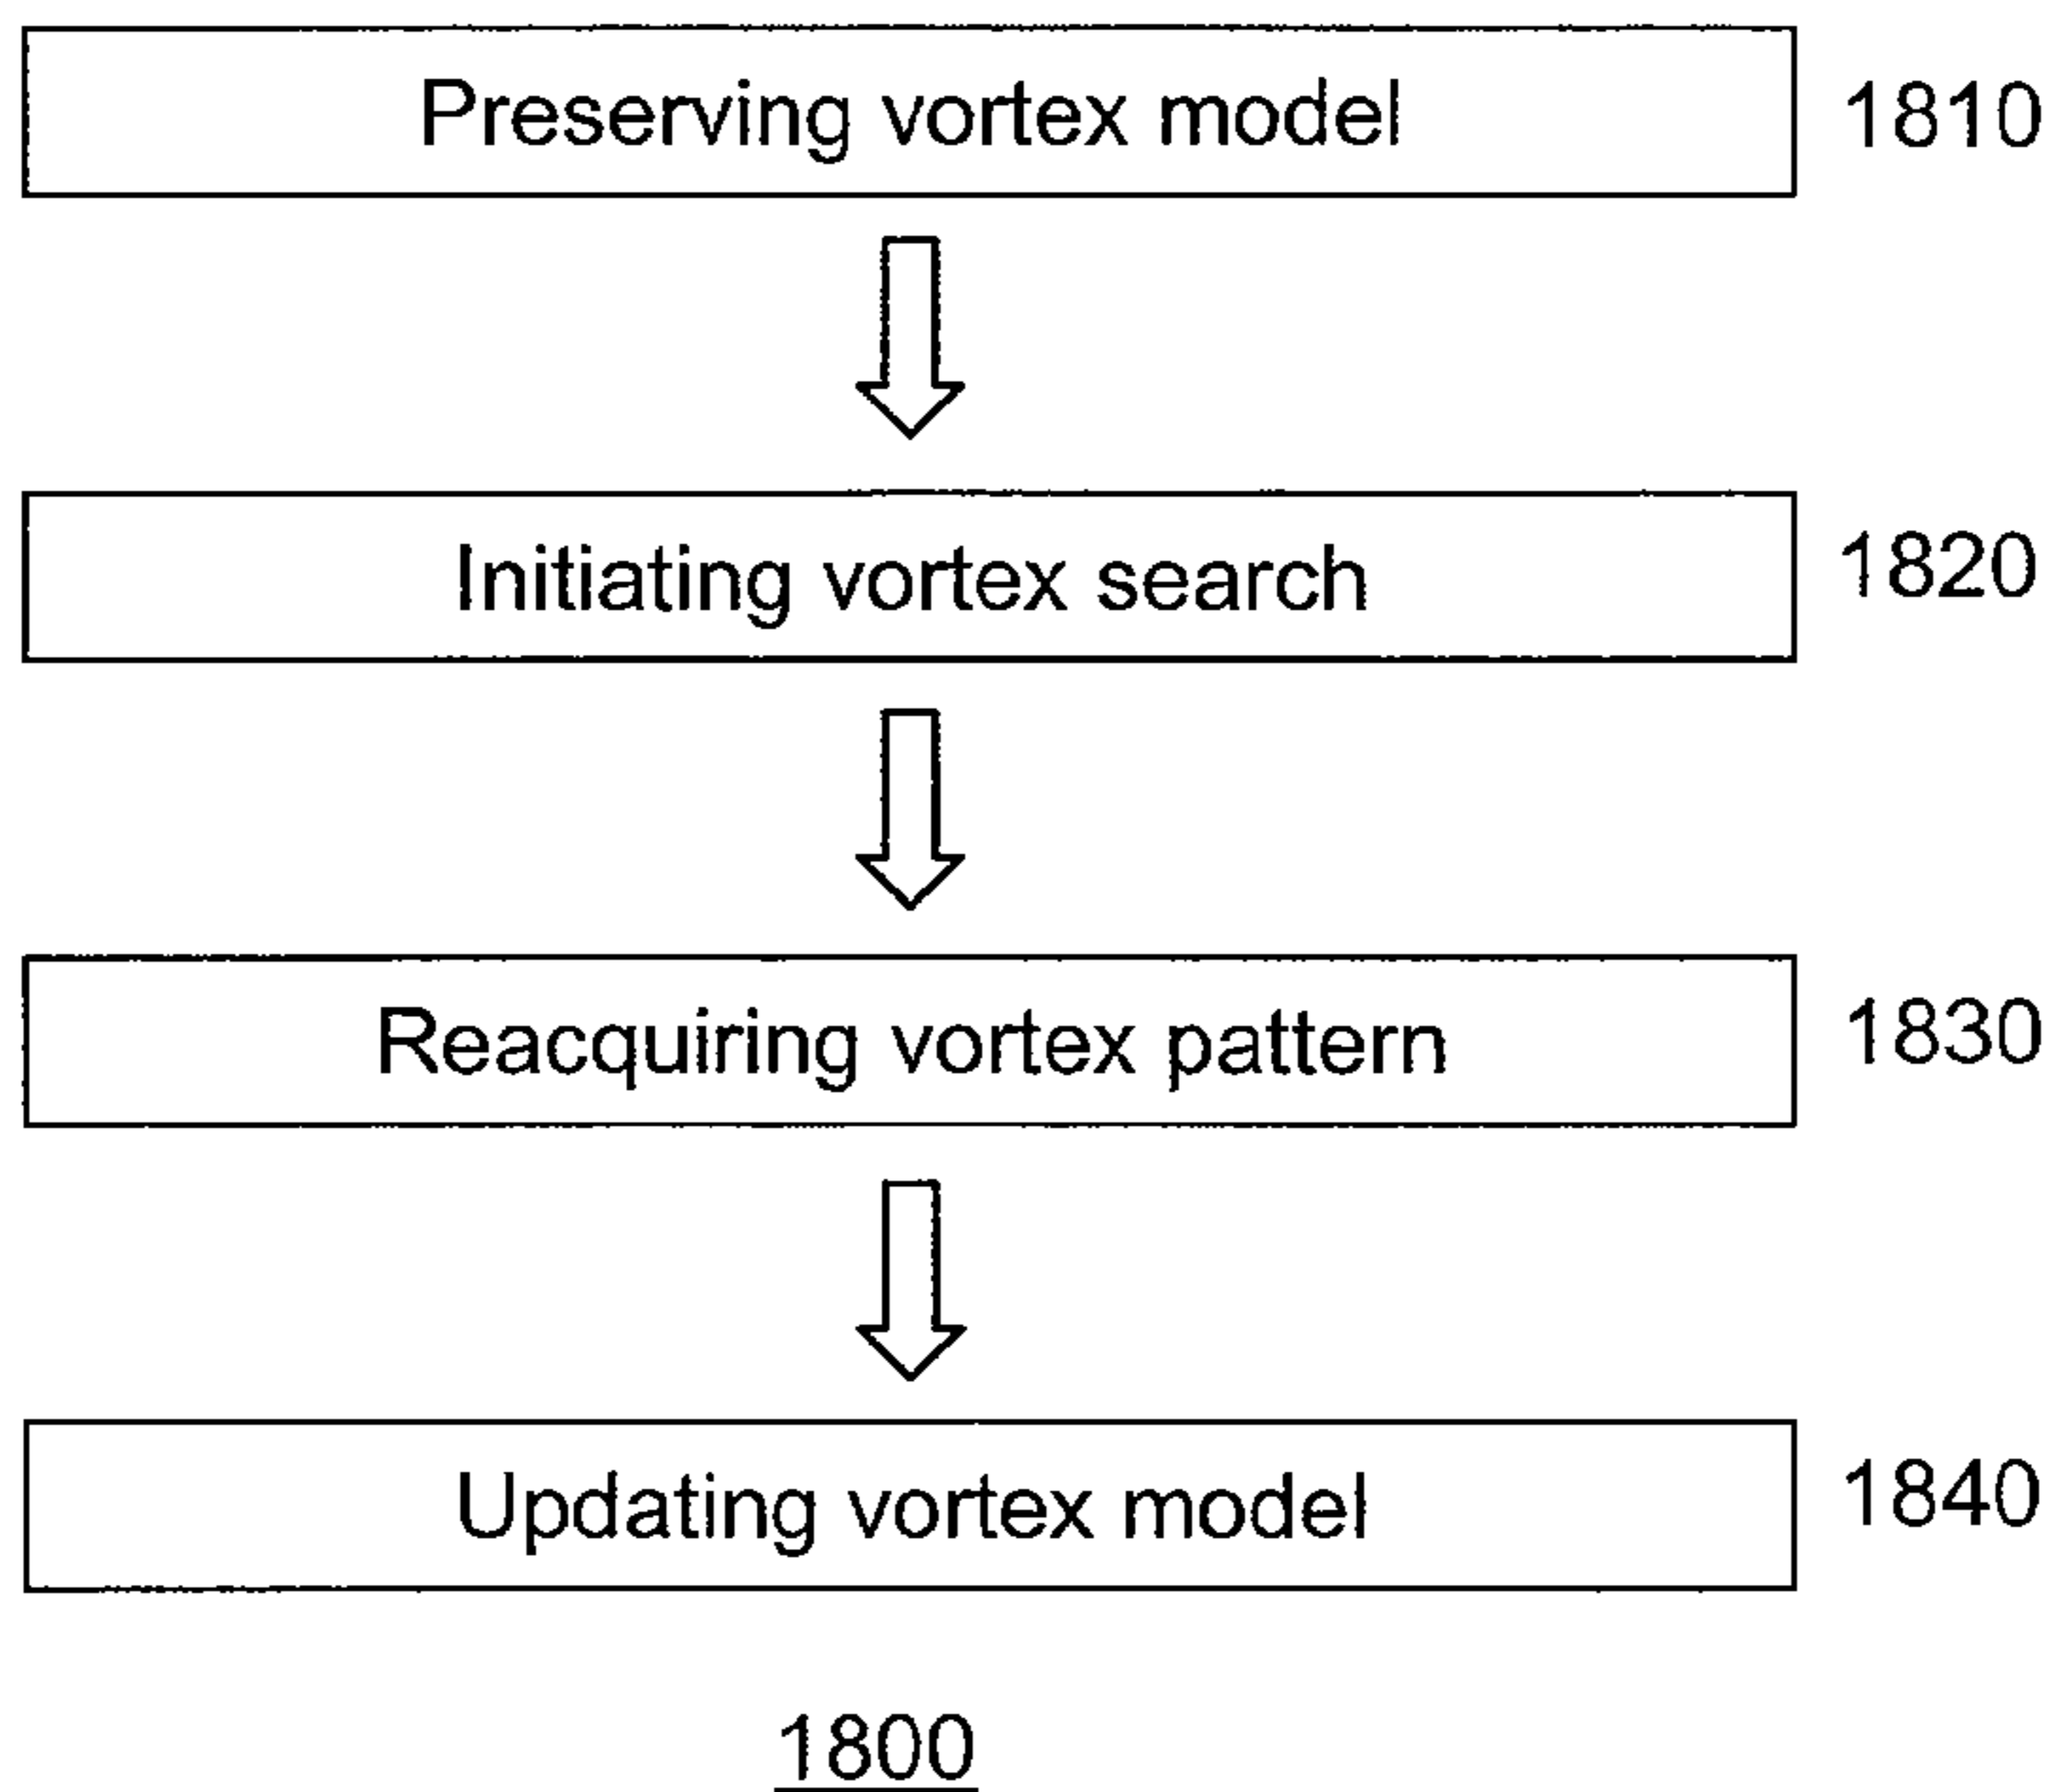 Preserving vortex model 1810
Initiating vortex search 1820
Reacquiring vortex pattern 1830
Updating vortex model 1840
1800